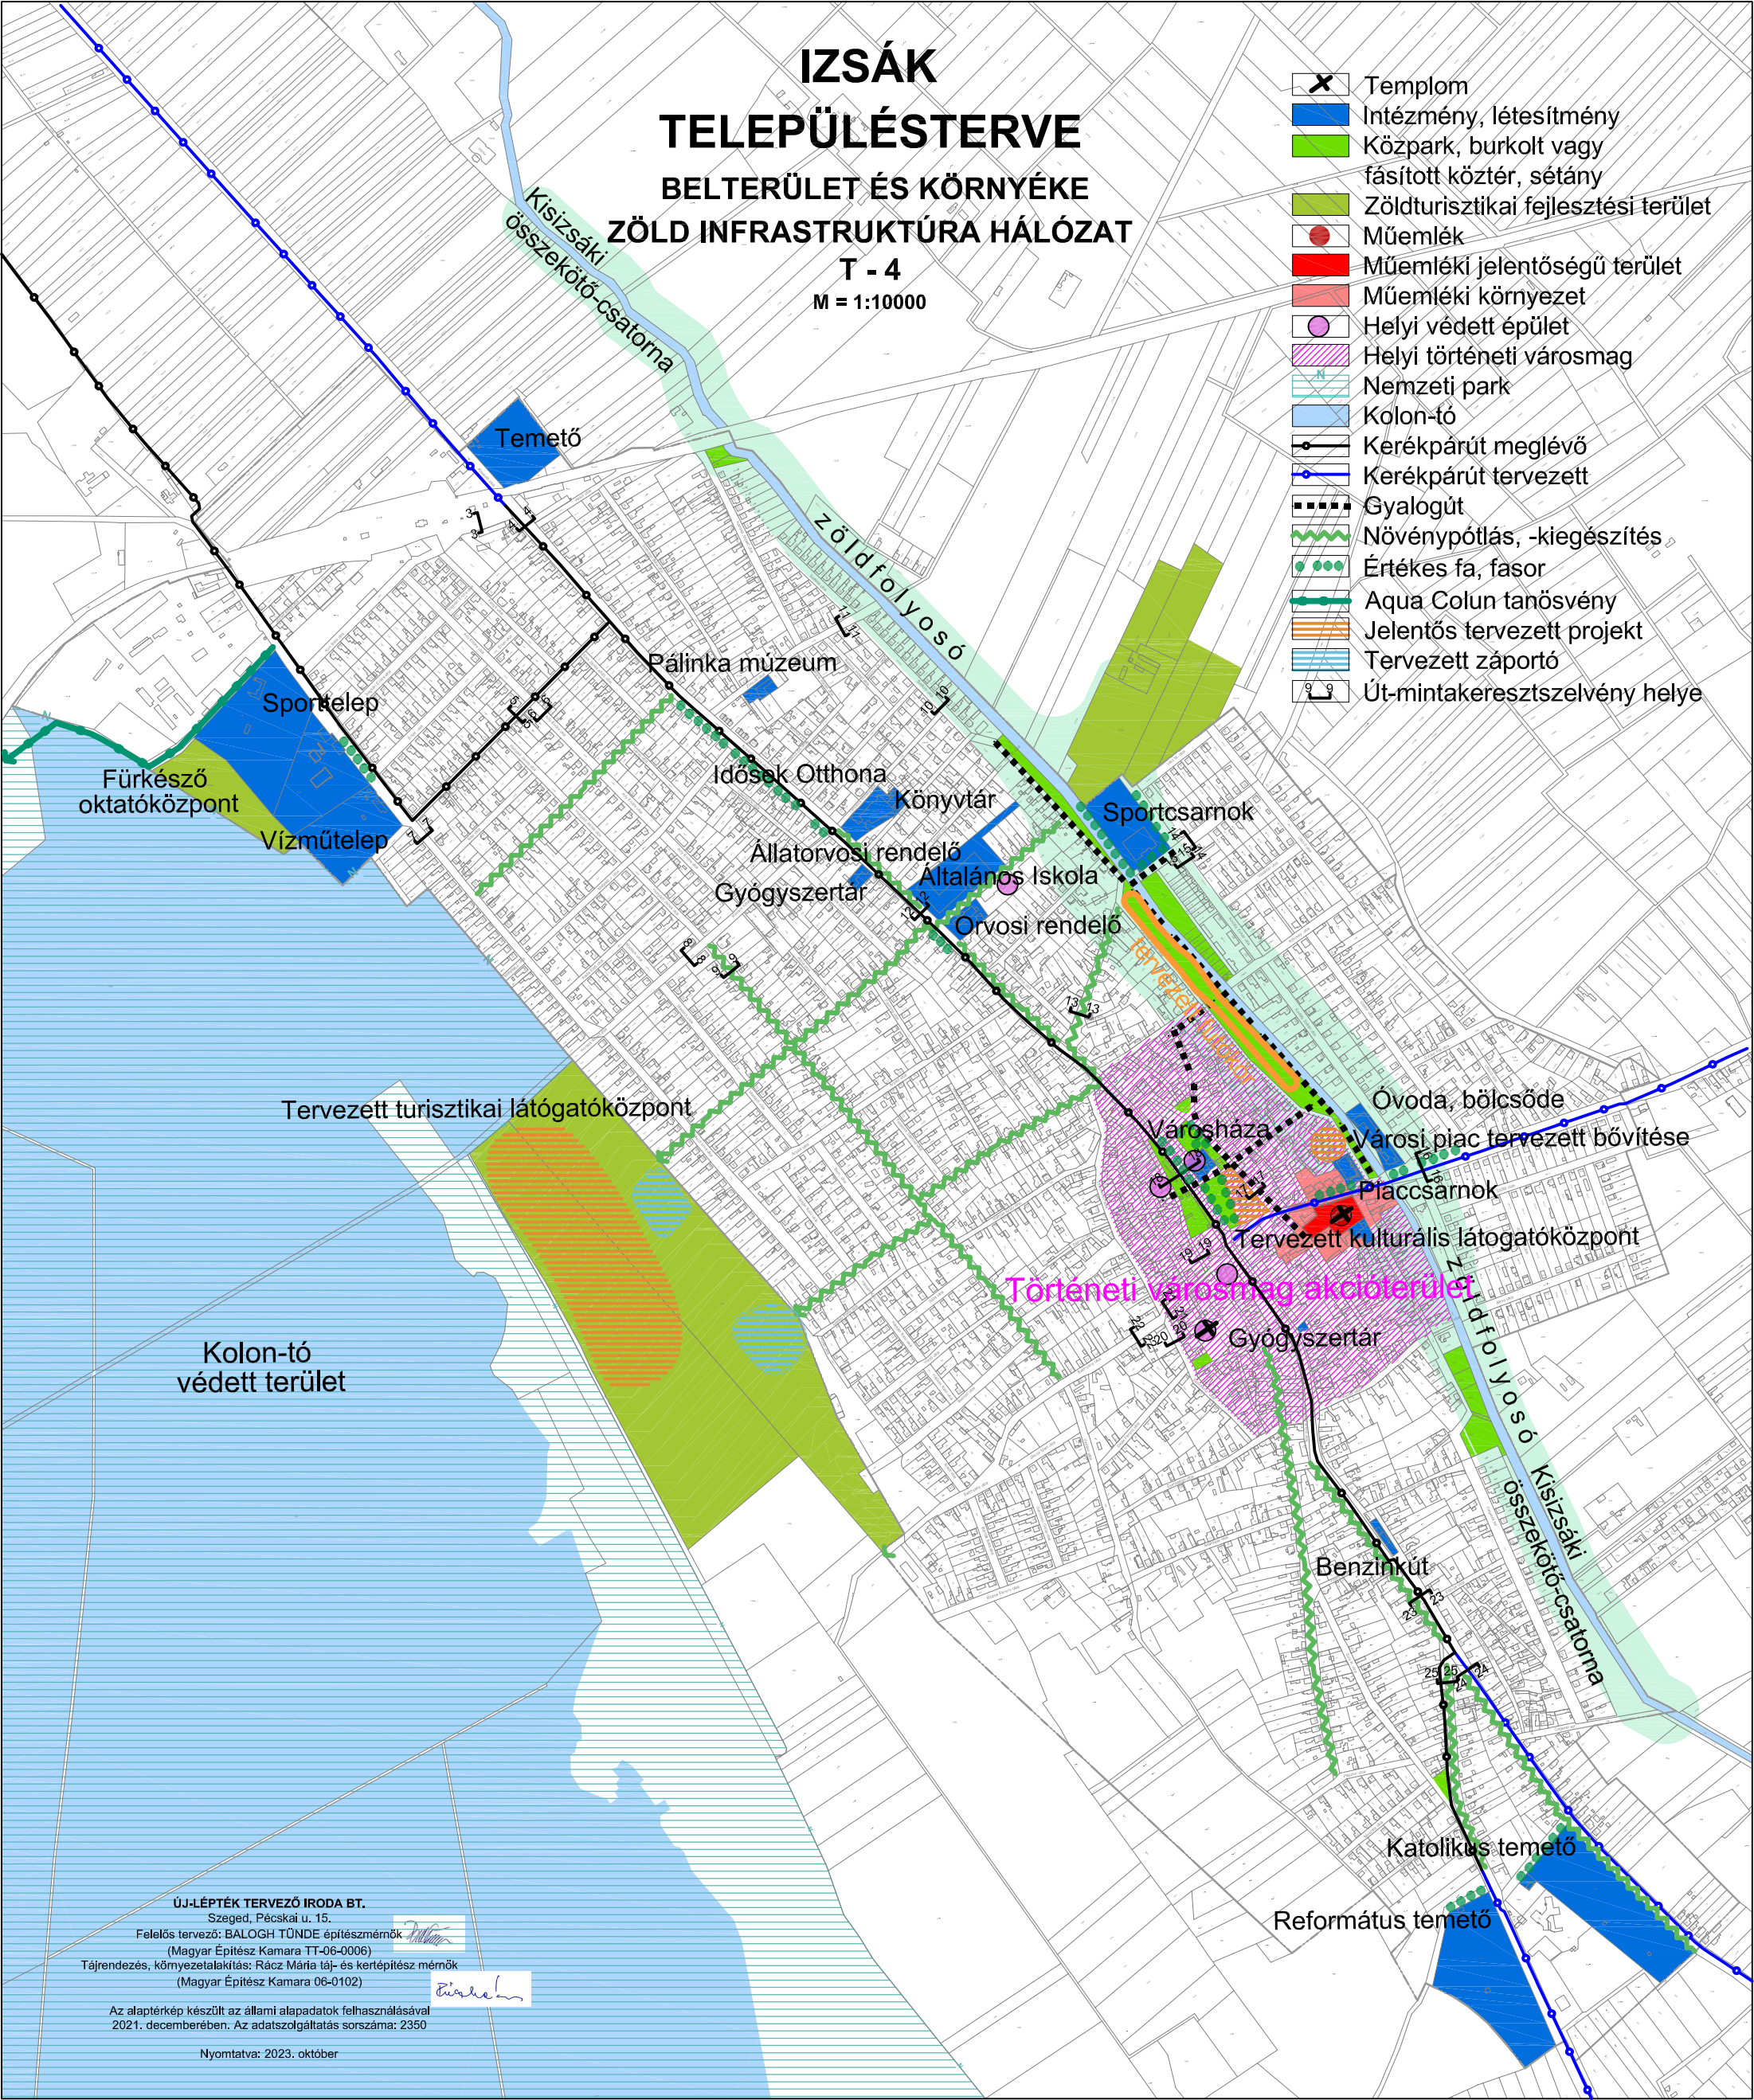 IZSÁK
TELEPÜLÉSTERVE
BELTERÜLET ÉS KÖRNYÉKE
ZÖLD INFRASTRUKTÚRA HÁLÓZAT
T - 4
M = 1:10000
Templom
Intézmény, létesítmény
Közpark, burkolt vagy
fásított köztér, sétány
Zöldturisztikai fejlesztési terület
Műemlék
Műemléki jelentőségű terület
Műemléki környezet
Helyi védett épület
Helyi történeti városmag
N
Nemzeti park
Kolon-tó
Kerékpárút meglévő
Kerékpárút tervezett
Gyalogút
Növénypótlás, -kiegészítés
Értékes fa, fasor
Aqua Colun tanösvény
Jelentős tervezett projekt
Tervezett záportó
9 9
Út-mintakeresztszelvény helye
Kisizsáki
összekötő-csatorna
Temető
zöldfolyosó
Pálinka múzeum
Sporttelep
Fürkésző
oktatóközpont
Vízműtelep
Idősek Otthona
Könyvtár
Sportcsarnok
Állatorvosi rendelő
Általános Iskola
Gyógyszertár
Orvosi rendelő
tervezett futókör
Tervezett turisztikai látógatóközpont
Óvoda, bölcsőde
Városháza
Városi piac tervezett bővítése
Piaccsarnok
Tervezett kulturális látogatóközpont
Történeti városmag akcióterület
zöldfolyosó
Gyógyszertár
Kolon-tó
védett terület
Kisizsáki
összekötő-csatorna
Benzinkút
Katolikus temető
Református temető
ÚJ-LÉPTÉK TERVEZŐ IRODA BT.
Szeged, Pécskai u. 15.
Felelős tervező: BALOGH TÜNDE építészmérnök
(Magyar Építész Kamara TT-06-0006)
Tájrendezés, környezetalakítás: Rácz Mária táj- és kertépítész mérnök
(Magyar Építész Kamara 06-0102)
Az alaptérkép készült az állami alapadatok felhasználásával
2021. decemberében. Az adatszolgáltatás sorszáma: 2350
Nyomtatva: 2023. október